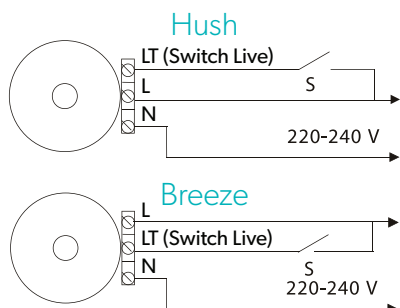 Hush
LT (Switch Live)
S
L
N
220-240 V
Breeze
L
LT (Switch Live)
S
N
220-240 V